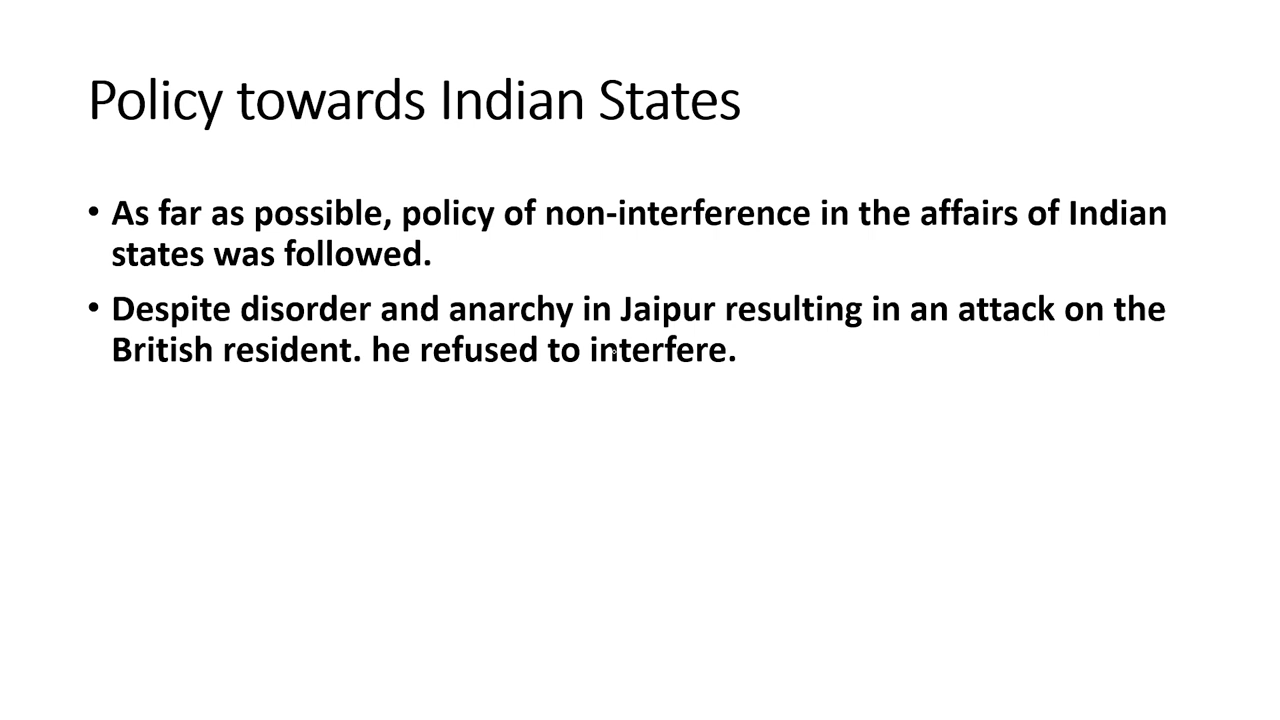 Policy towards Indian States
• As far as possible, policy of non-interference in the affairs of Indian
states was followed.
• Despite disorder and anarchy in Jaipur resulting in an attack on the
British resident. he refused to interfere.